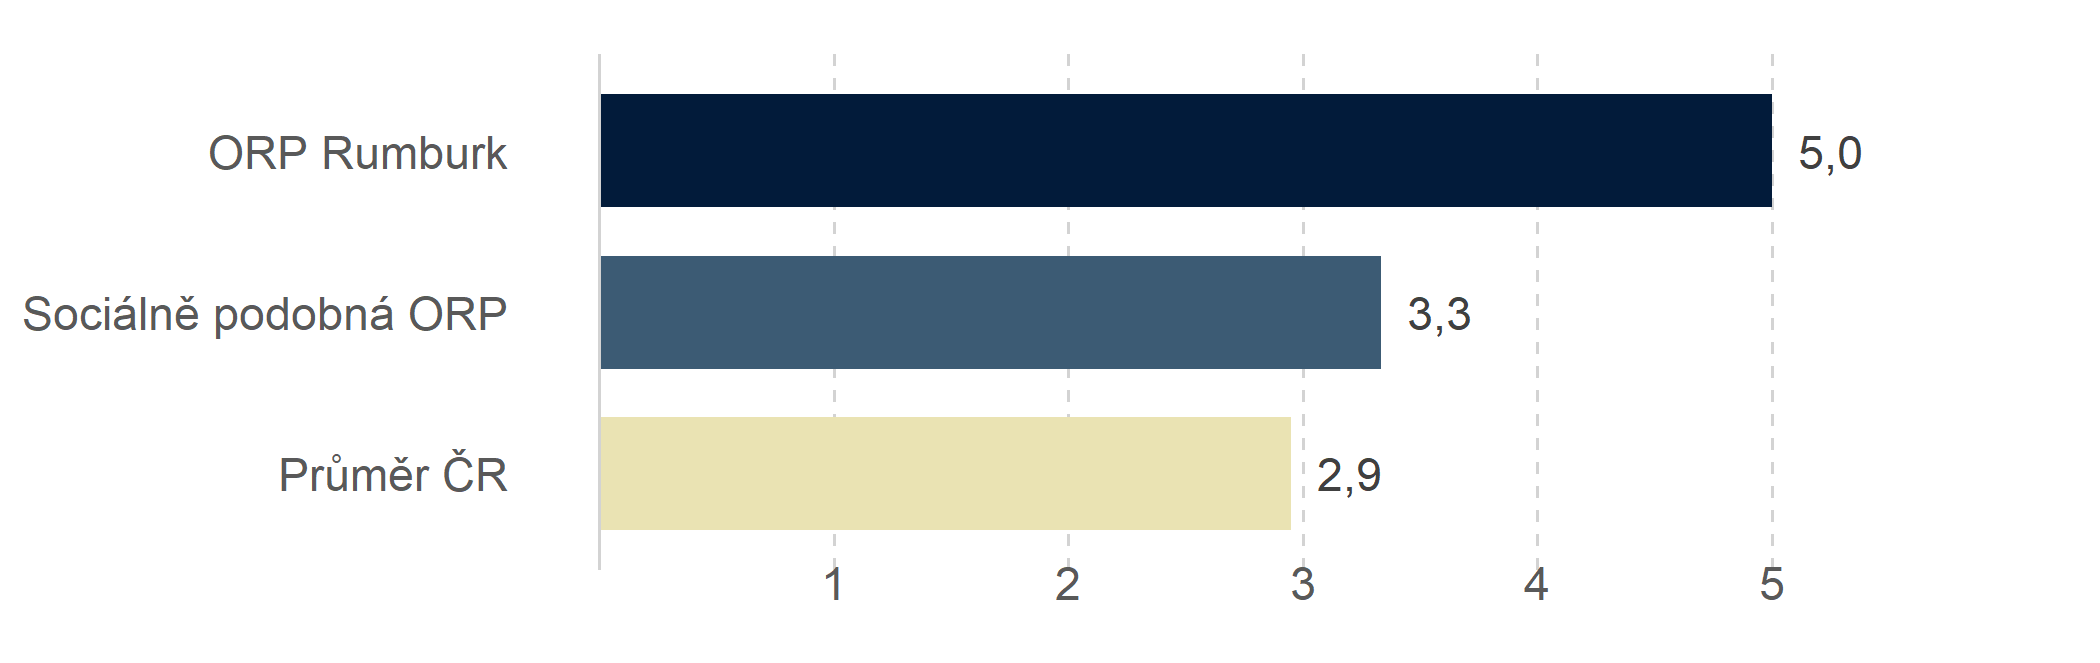 ORP Rumburk
5,0
Sociálně podobná ORP
3,3
Průměr ČR
2,9
1 2 3 4 5